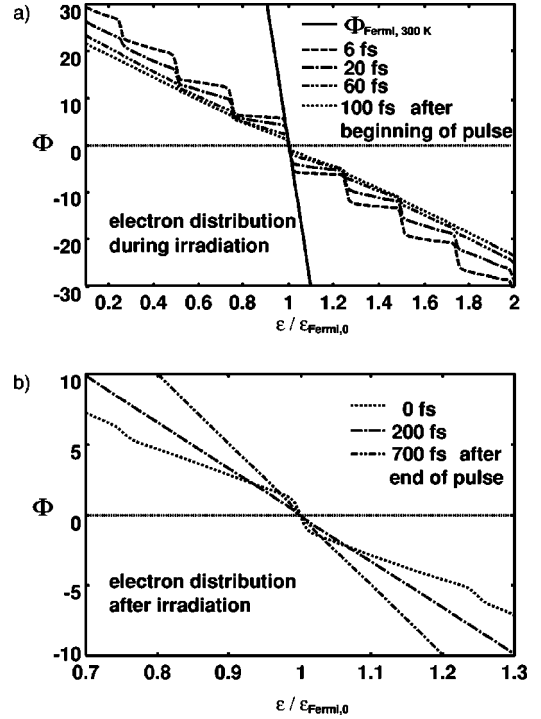 a)
30
20
10
0
-10
-20
-30
Φ
ΦFermi, 300 K
6 fs
20 fs
60 fs
100 fs after
beginning of pulse
electron distribution
during irradiation
0.2 0.4 0.6 0.8 1 1.2 1.4 1.6 1.8 2
ε / εFermi,0
b)
10
5
0
-5
-10
Φ
0 fs
200 fs
700 fs after
end of pulse
electron distribution
after irradiation
0.7 0.8 0.9 1 1.1 1.2 1.3
ε / εFermi,0